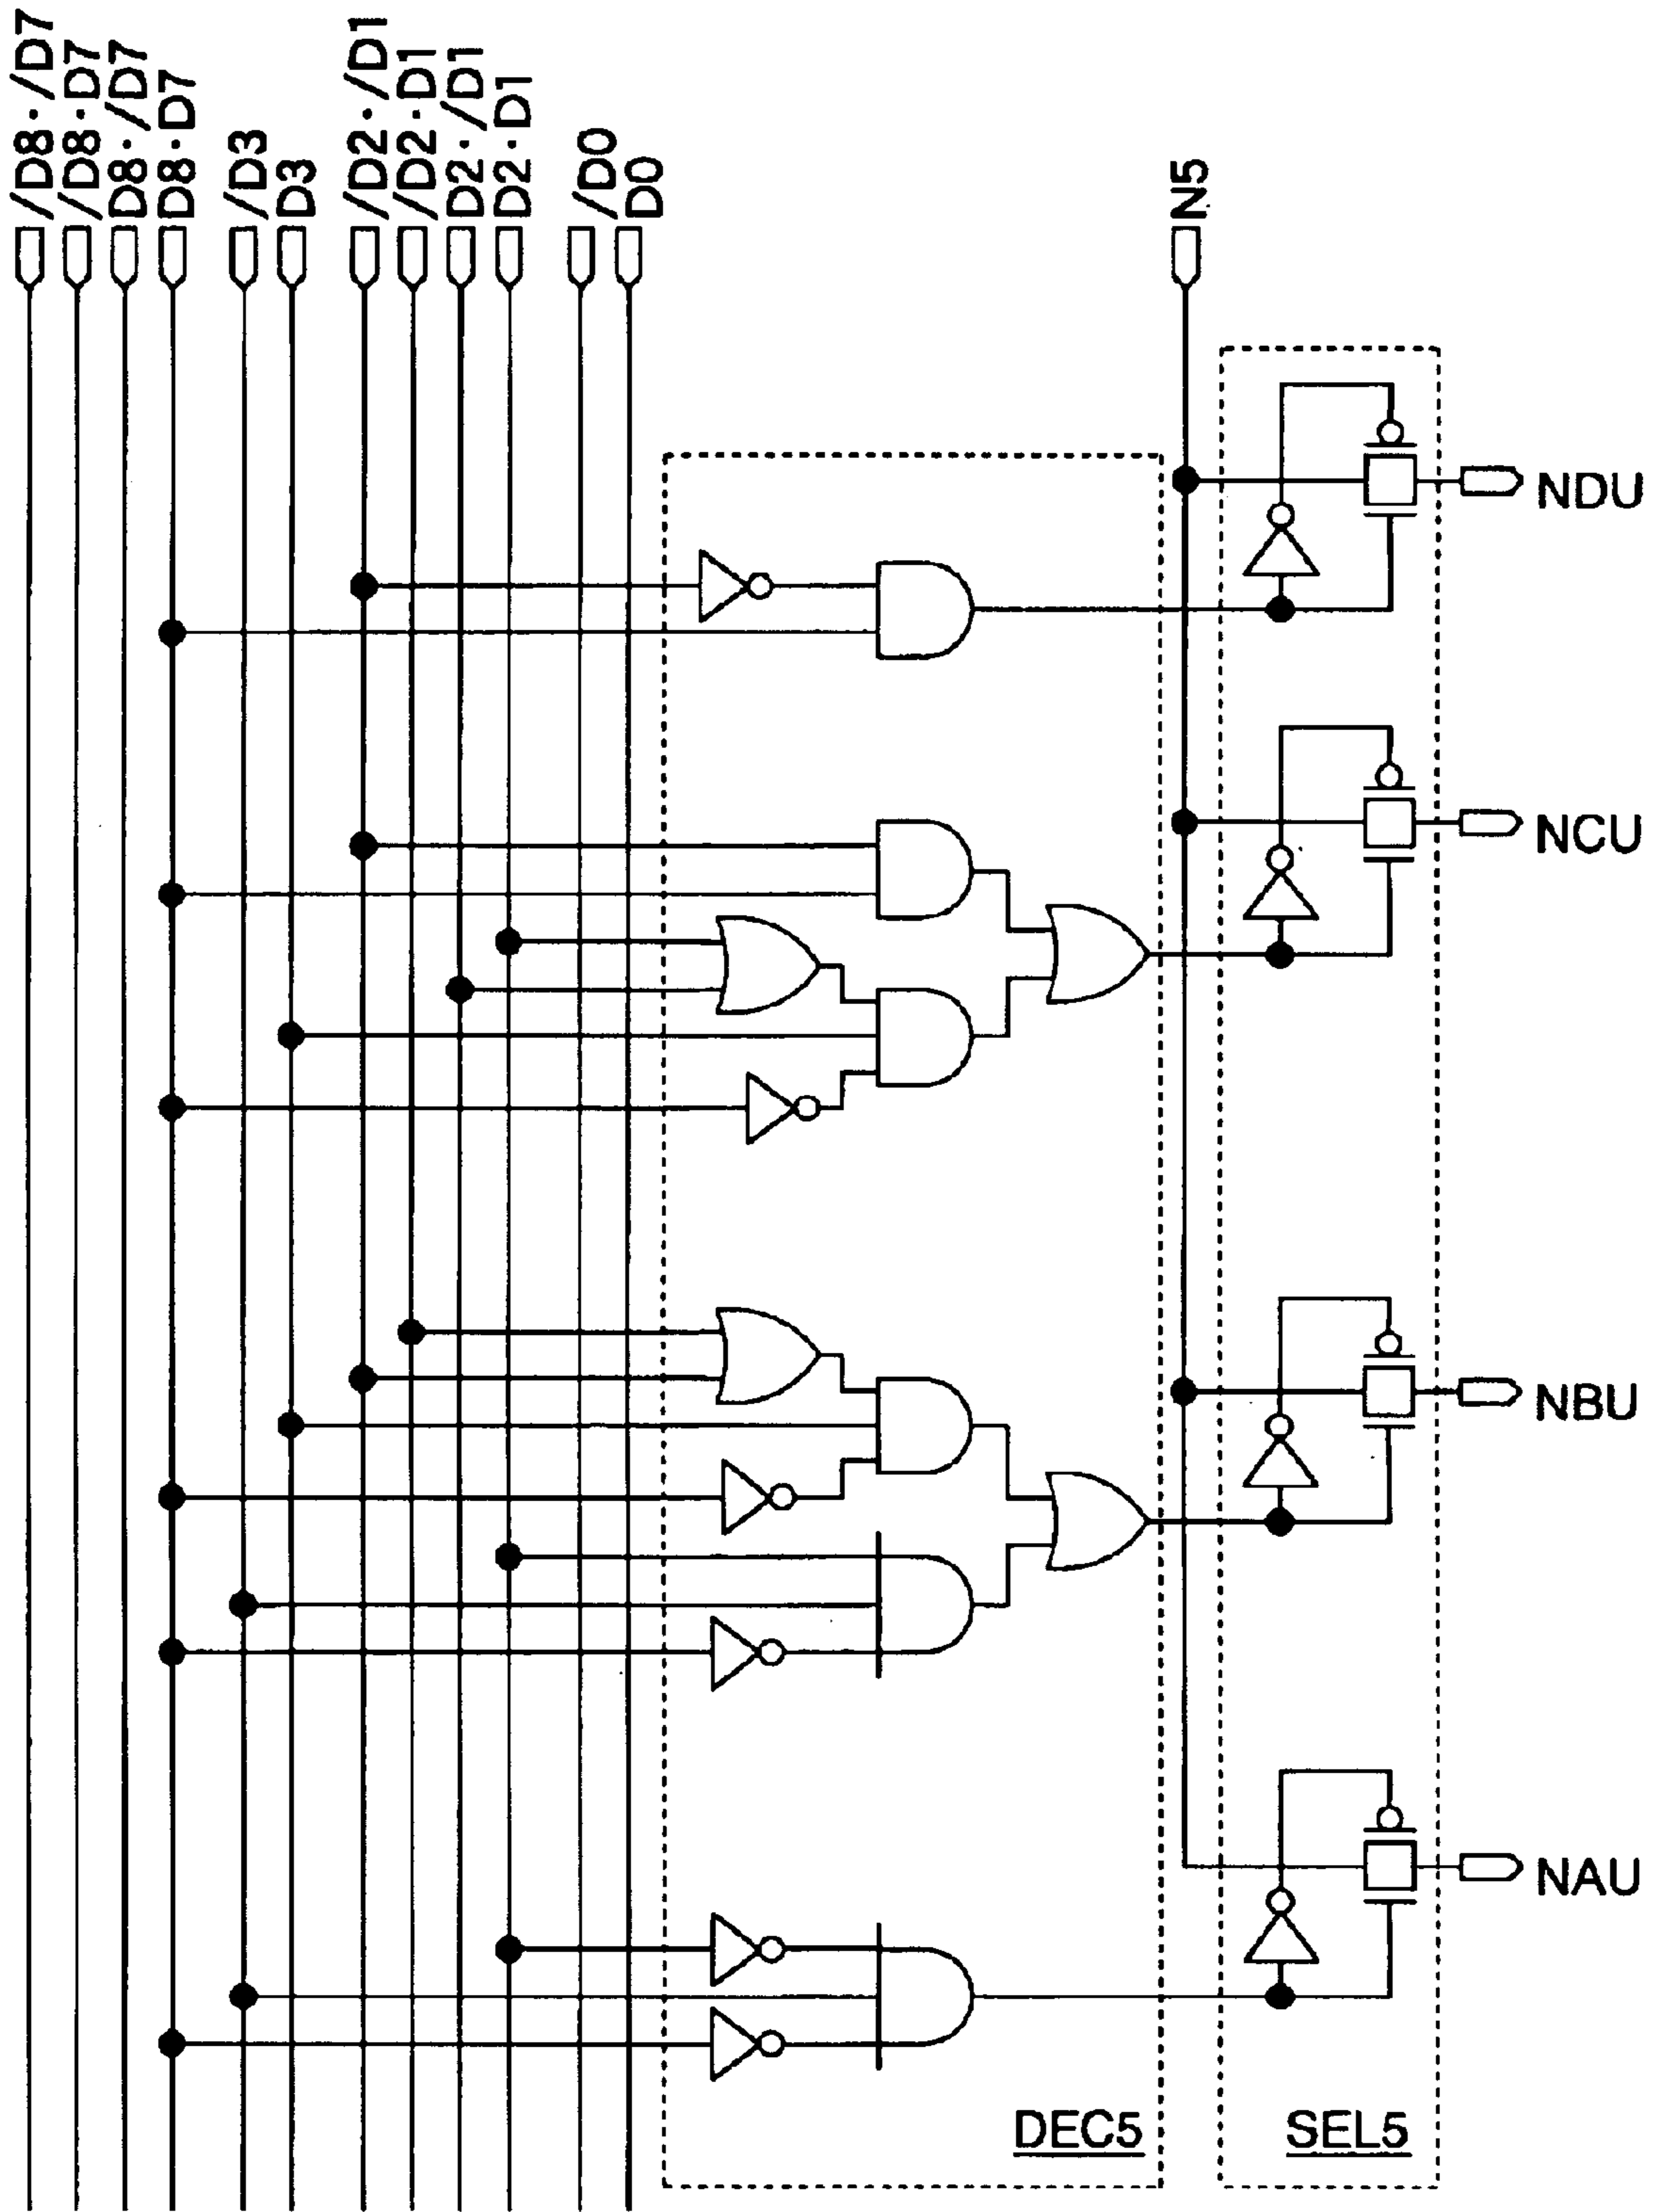 /D8·/D7
/D8·D7
D8·/D7
D8·D7
/D3
D3
/D2·/D1
/D2·D1
D2·/D1
D2·D1
/D0
D0
N5
NDU
NCU
NBU
NAU
DEC5
SEL5